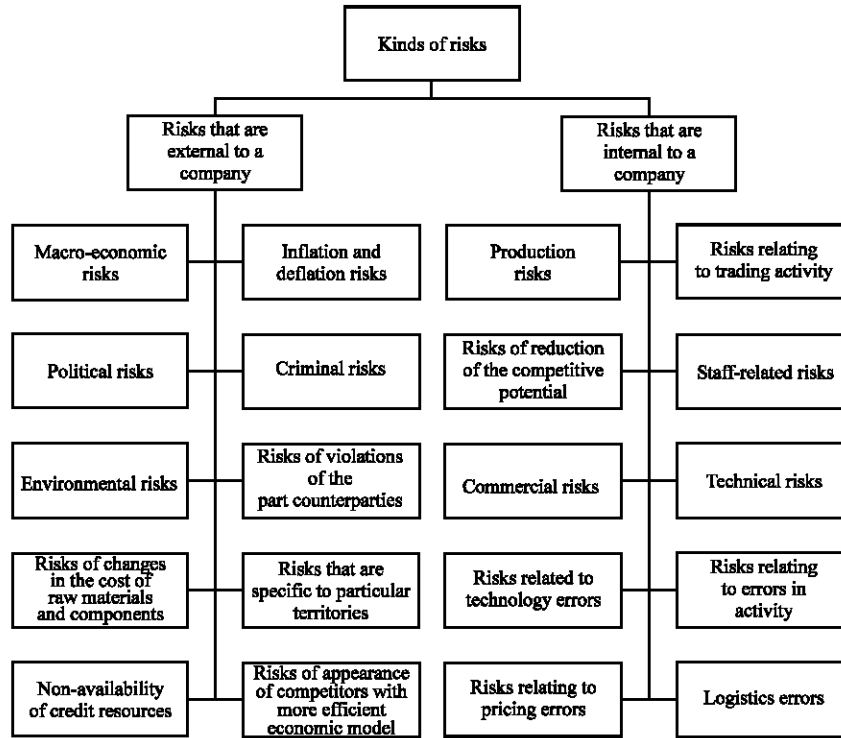 Kinds of risks
Risks that are
external to a
company
Risks that are
internal to a
company
Macro-economic
risks
Inflation and
deflation risks
Production
risks
Risks relating
to trading activity
Political risks
Criminal risks
Risks of reduction
of the competitive
potential
Staff-related risks
Environmental risks
Risks of violations
of the
part counterparties
Commercial risks
Technical risks
Risks of changes
in the cost of
raw materials
and components
Risks that are
specific to particular
territories
Risks related to
technology errors
Risks relating
to errors in
activity
Non-availability
of credit resources
Risks of appearance
of competitors with
more efficient
economic model
Risks relating to
pricing errors
Logistics errors